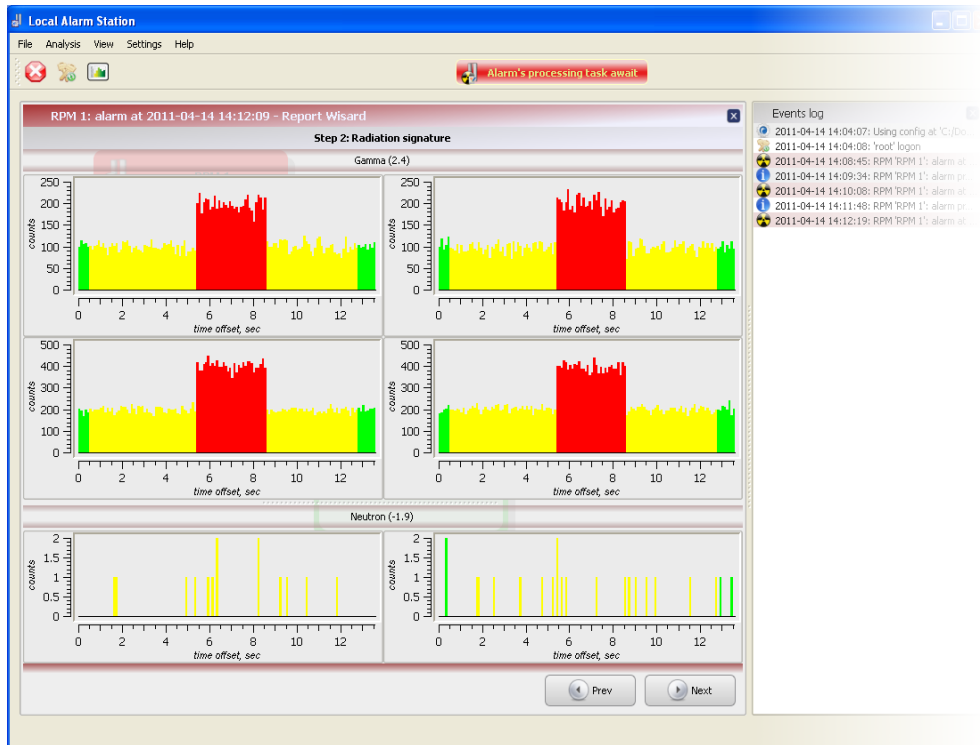 Local Alarm Station
File Analysis View Settings Help
Alarm's processing task await
RPM 1: alarm at 2011-04-14 14:12:09 - Report Wisard
Step 2: Radiation signature
Gamma (2.4)
250
200
150
100
50
0
counts
0 2 4 6 8 10 12
time offset, sec
250
200
150
100
50
0
counts
0 2 4 6 8 10 12
time offset, sec
500
400
300
200
100
0
counts
0 2 4 6 8 10 12
time offset, sec
500
400
300
200
100
0
counts
0 2 4 6 8 10 12
time offset, sec
Neutron (-1.9)
2
1.5
1
0.5
0
counts
0 2 4 6 8 10 12
time offset, sec
2
1.5
1
0.5
0
counts
0 2 4 6 8 10 12
time offset, sec
Prev
Next
Events log
2011-04-14 14:04:07: Using config at 'C:/Do
2011-04-14 14:04:08: 'root' logon
2011-04-14 14:08:45: RPM 'RPM 1': alarm at
2011-04-14 14:09:34: RPM 'RPM 1': alarm pr
2011-04-14 14:10:08: RPM 'RPM 1': alarm at
2011-04-14 14:11:48: RPM 'RPM 1': alarm pr
2011-04-14 14:12:19: RPM 'RPM 1': alarm at